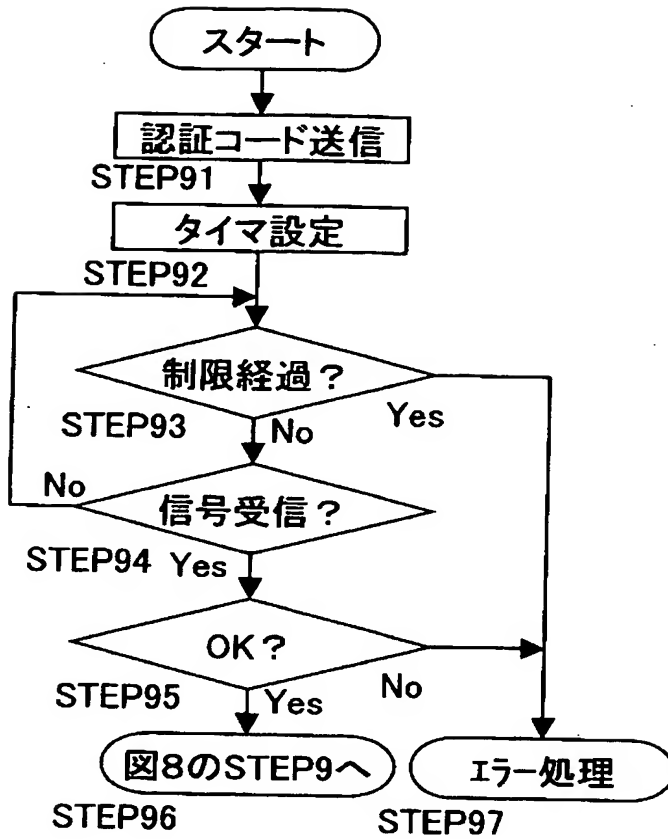 スタート
認証コード送信
STEP91
タイマ設定
STEP92
制限経過？
STEP93
No
Yes
No
信号受信？
STEP94
Yes
OK？
STEP95
Yes
No
図8のSTEP9へ
エラー処理
STEP96
STEP97